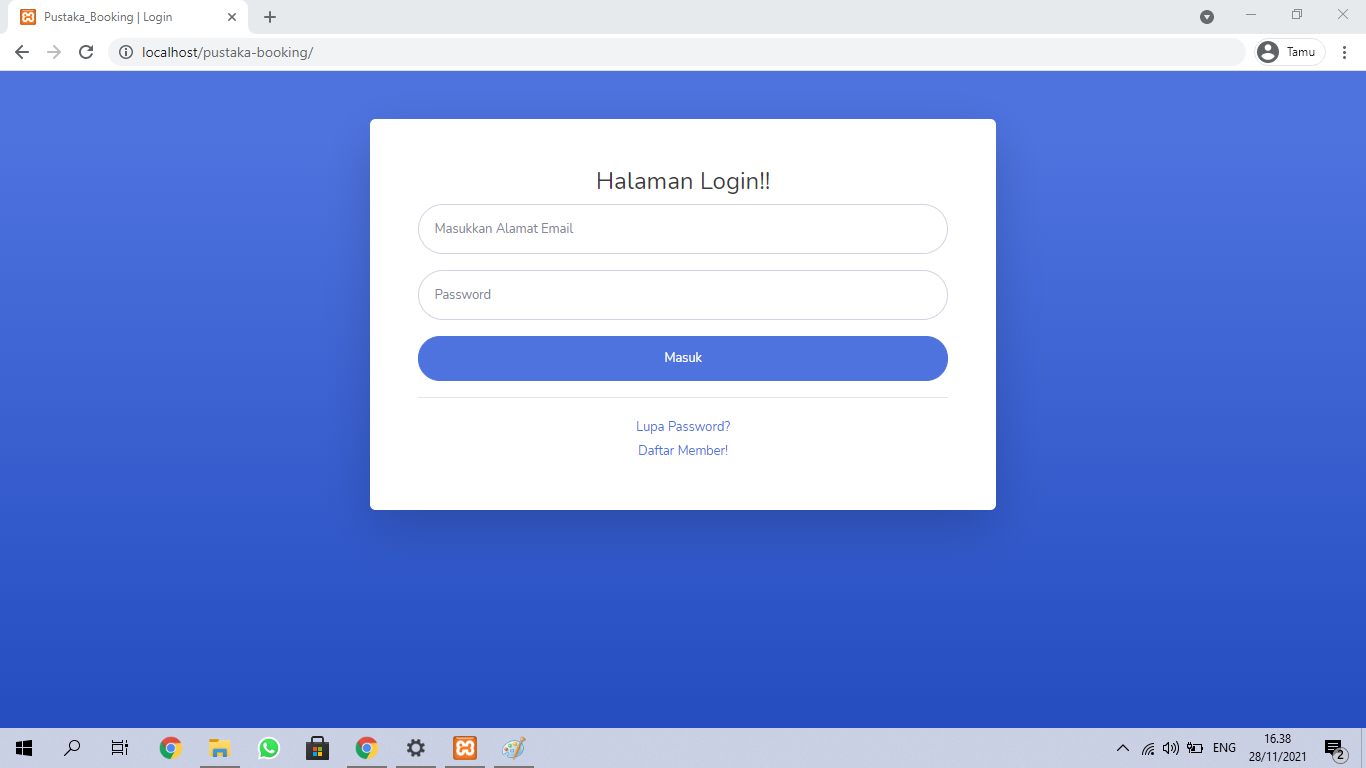 Pustaka_Booking | Login
localhost/pustaka-booking/
Tamu
Halaman Login!!
Masukkan Alamat Email
Password
Masuk
Lupa Password?
Daftar Member!
ENG
16.38
28/11/2021
2